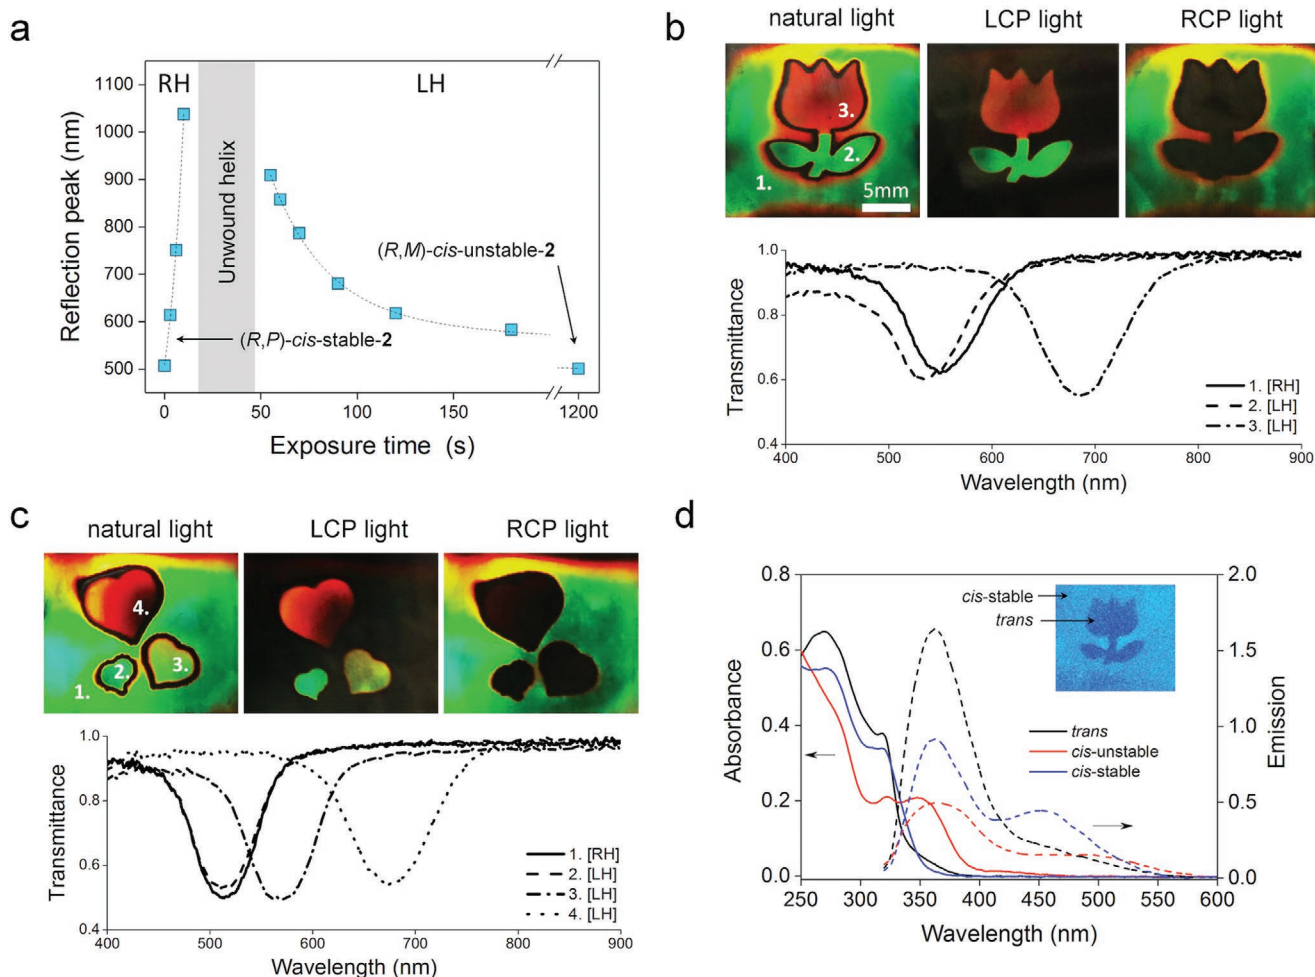 a
RH
LH
Reflection peak (nm)
1100
1000
900
800
700
600
500
Unwound helix
(R,M)-cis-unstable-2
(R,P)-cis-stable-2
0
50
100
150
1200
Exposure time (s)
b
natural light
LCP light
RCP light
3.
2.
1.
5mm
Transmittance
1.0
0.8
0.6
0.4
1. [RH]
2. [LH]
3. [LH]
400
500
600
700
800
900
Wavelength (nm)
c
natural light
LCP light
RCP light
4.
3.
2.
1.
Transmittance
1.0
0.8
0.6
0.4
1. [RH]
2. [LH]
3. [LH]
4. [LH]
400
500
600
700
800
900
Wavelength (nm)
d
Absorbance
0.8
0.6
0.4
0.2
0.0
cis-stable
trans
trans
cis-unstable
cis-stable
2.0
1.5
1.0
0.5
0.0
Emission
250
300
350
400
450
500
550
600
Wavelength (nm)